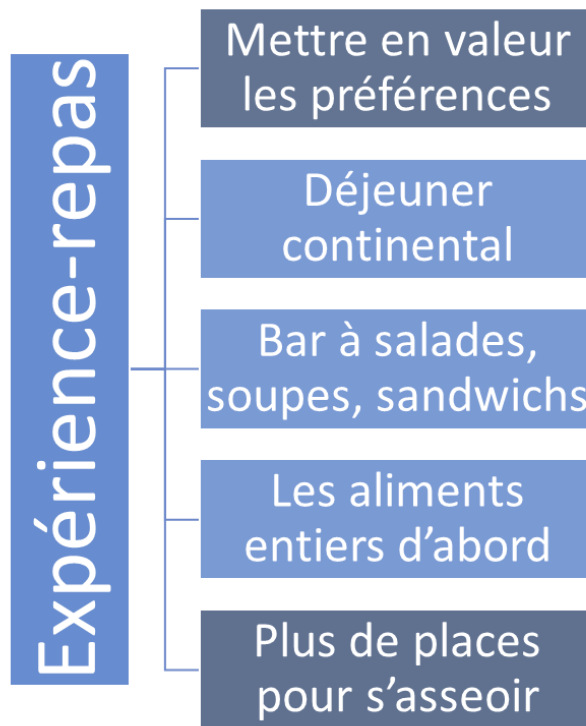 Expérience-repas
Mettre en valeur
les préférences
Déjeuner
continental
Bar à salades,
soupes, sandwichs
Les aliments
entiers d’abord
Plus de places
pour s’asseoir